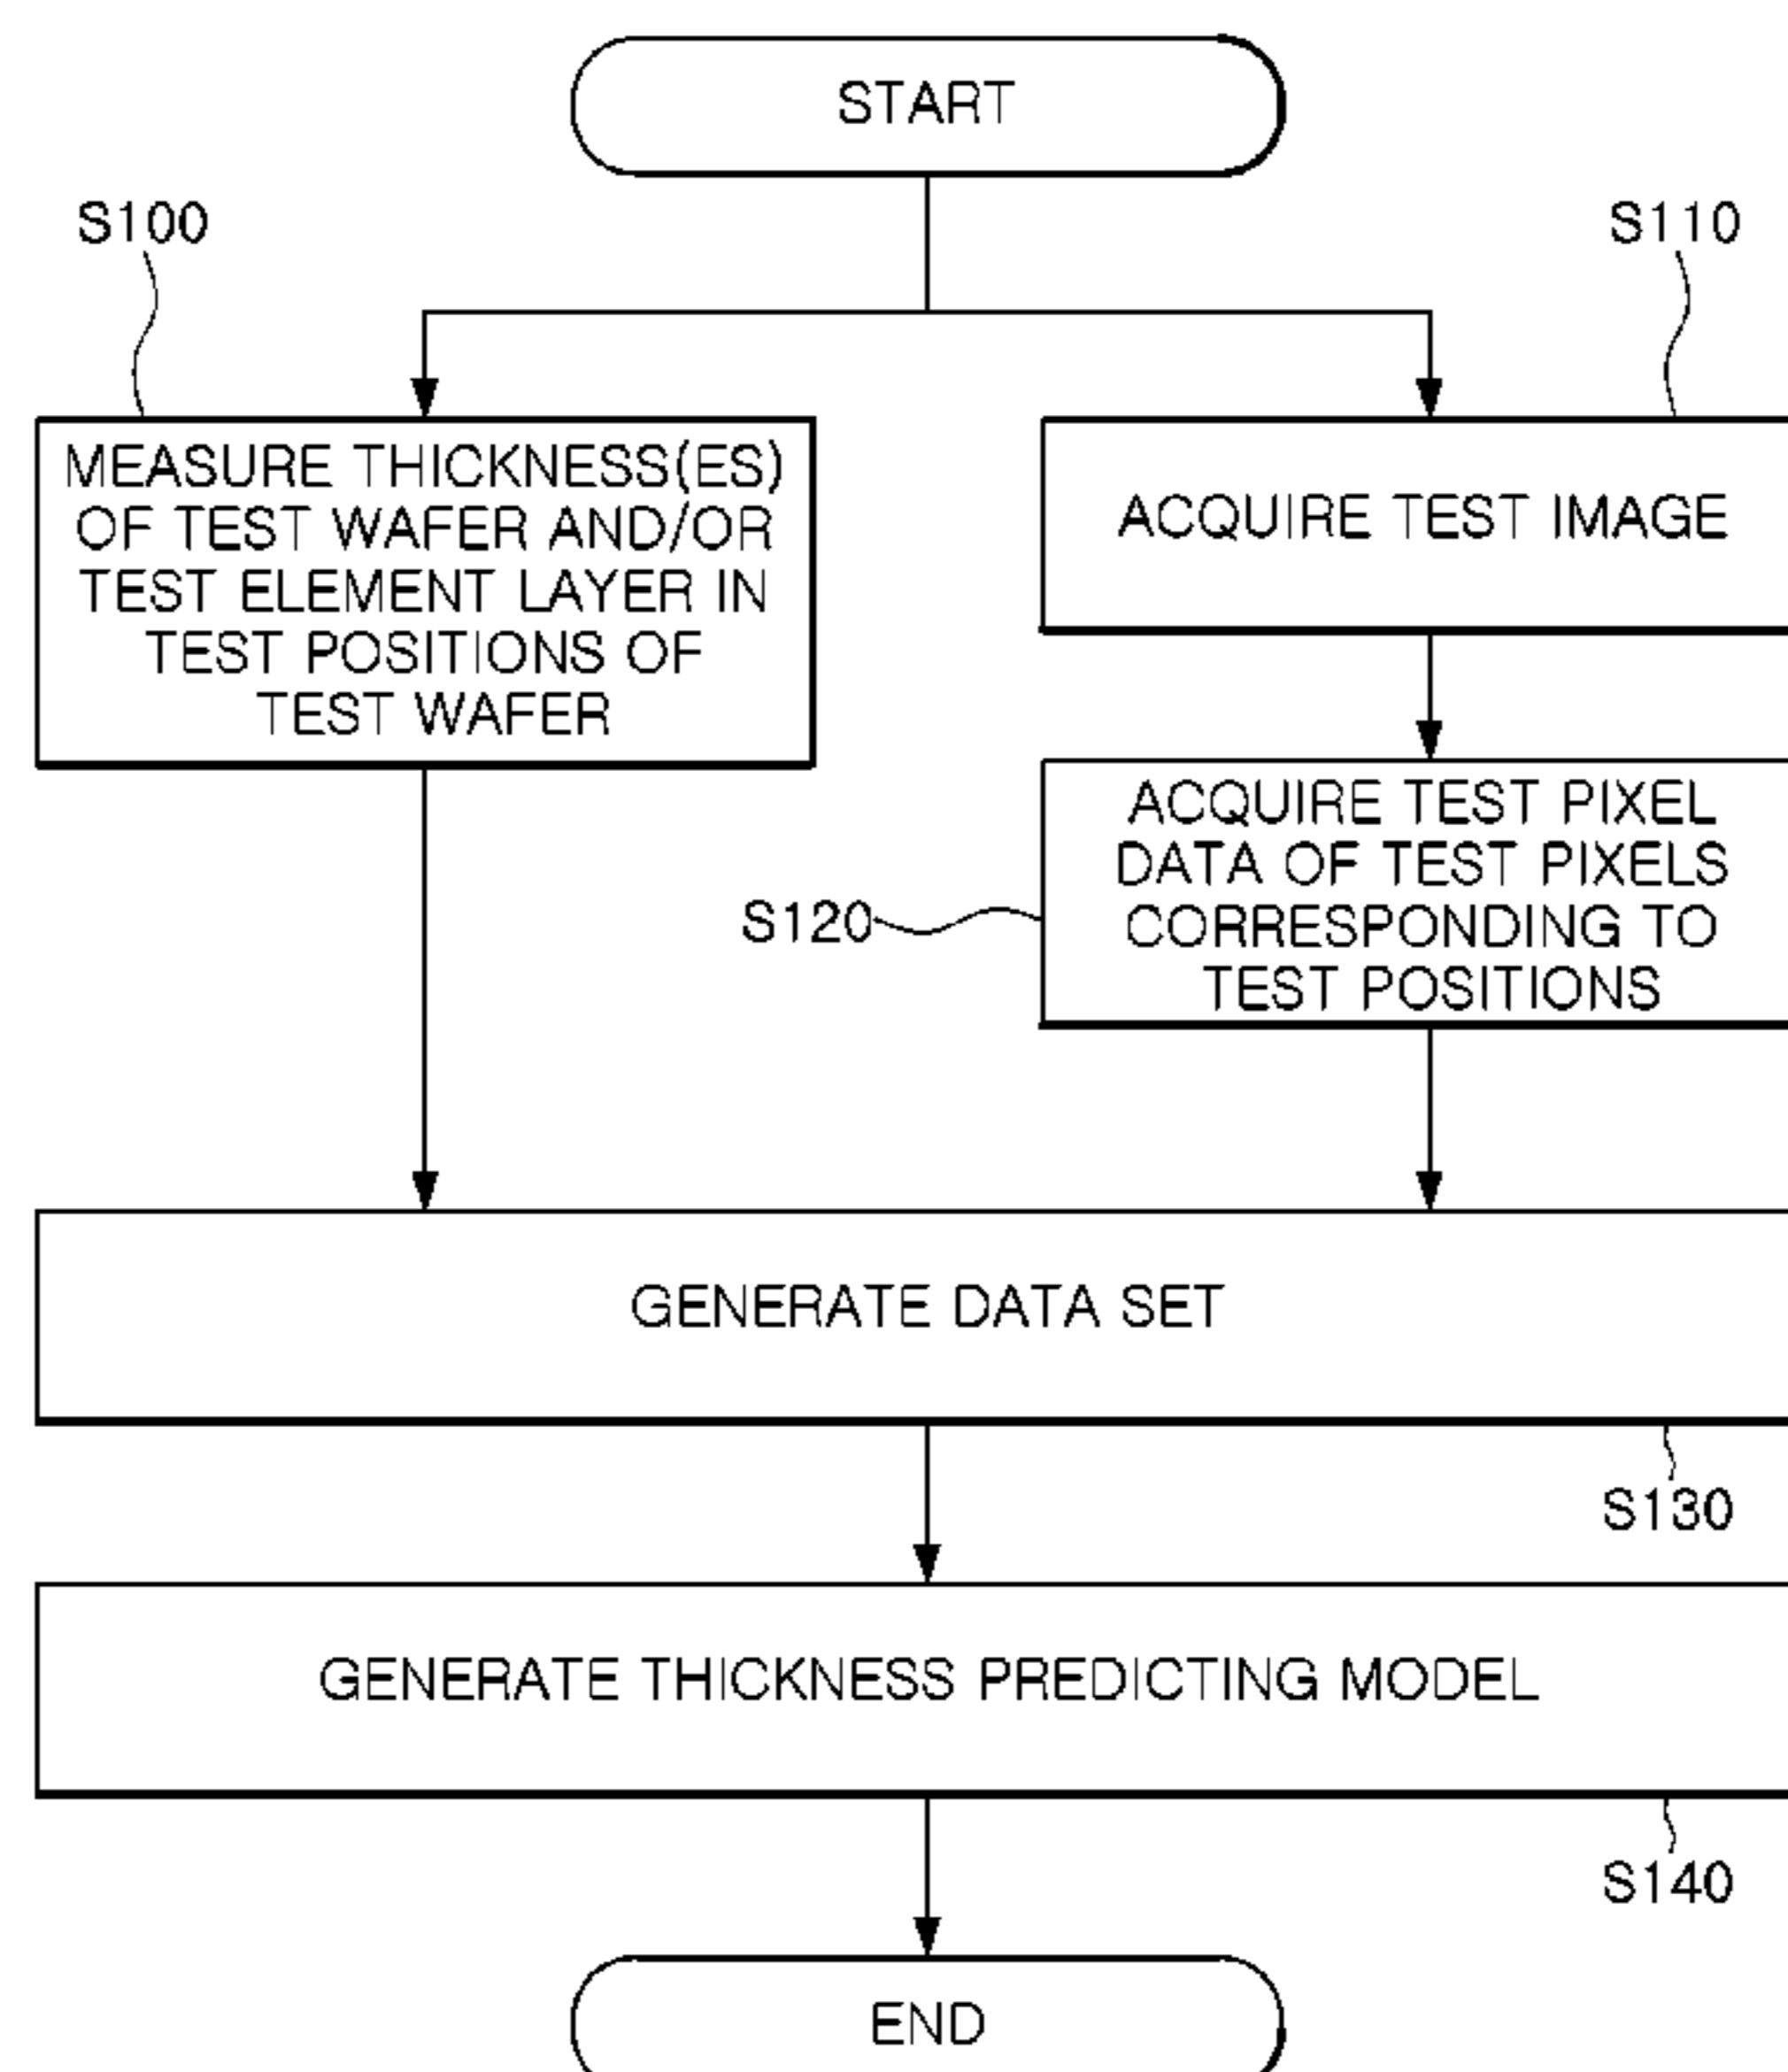 START
S100
S110
MEASURE THICKNESS(ES)
OF TEST WAFER AND/OR
TEST ELEMENT LAYER IN
TEST POSITIONS OF
TEST WAFER
ACQUIRE TEST IMAGE
S120
ACQUIRE TEST PIXEL
DATA OF TEST PIXELS
CORRESPONDING TO
TEST POSITIONS
GENERATE DATA SET
S130
GENERATE THICKNESS PREDICTING MODEL
S140
END